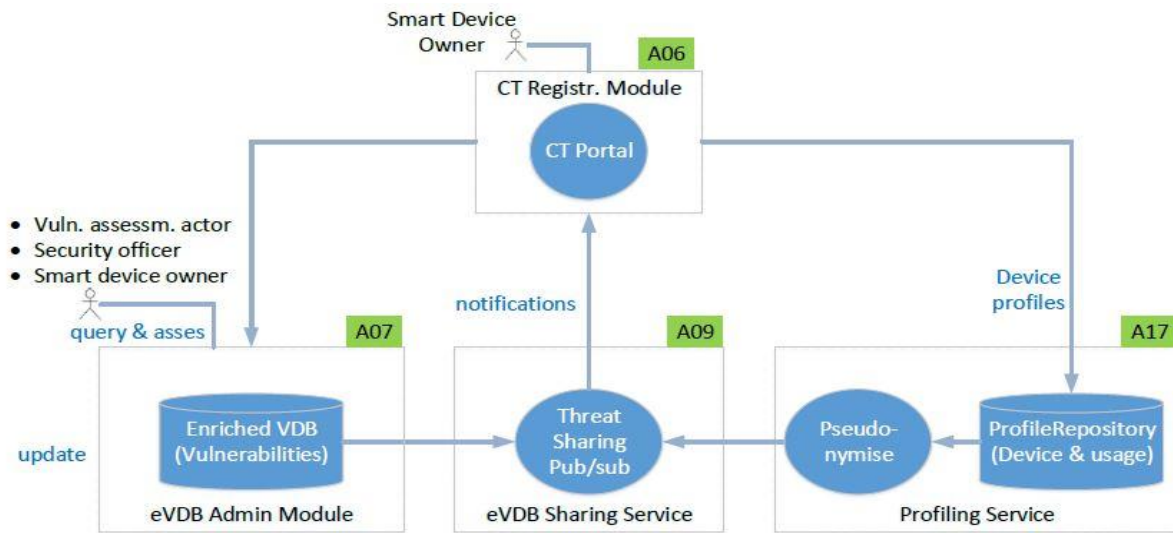 Smart Device
Owner
A06
CT Registr. Module
CT Portal
• Vuln. assessm. actor
• Security officer
• Smart device owner
query & asses
notifications
Device
profiles
A07
A09
A17
update
Enriched VDB
(Vulnerabilities)
Threat
Sharing
Pub/sub
Pseudo-
nymise
ProfileRepository
(Device & usage)
eVDB Admin Module
eVDB Sharing Service
Profiling Service